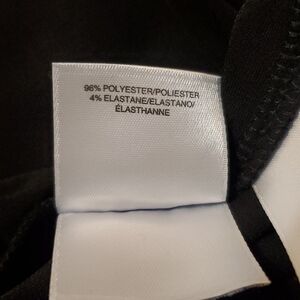 96% POLYESTER/POLIESTER
4% ELASTANE/ELASTANO/
ÉLASTHANNE